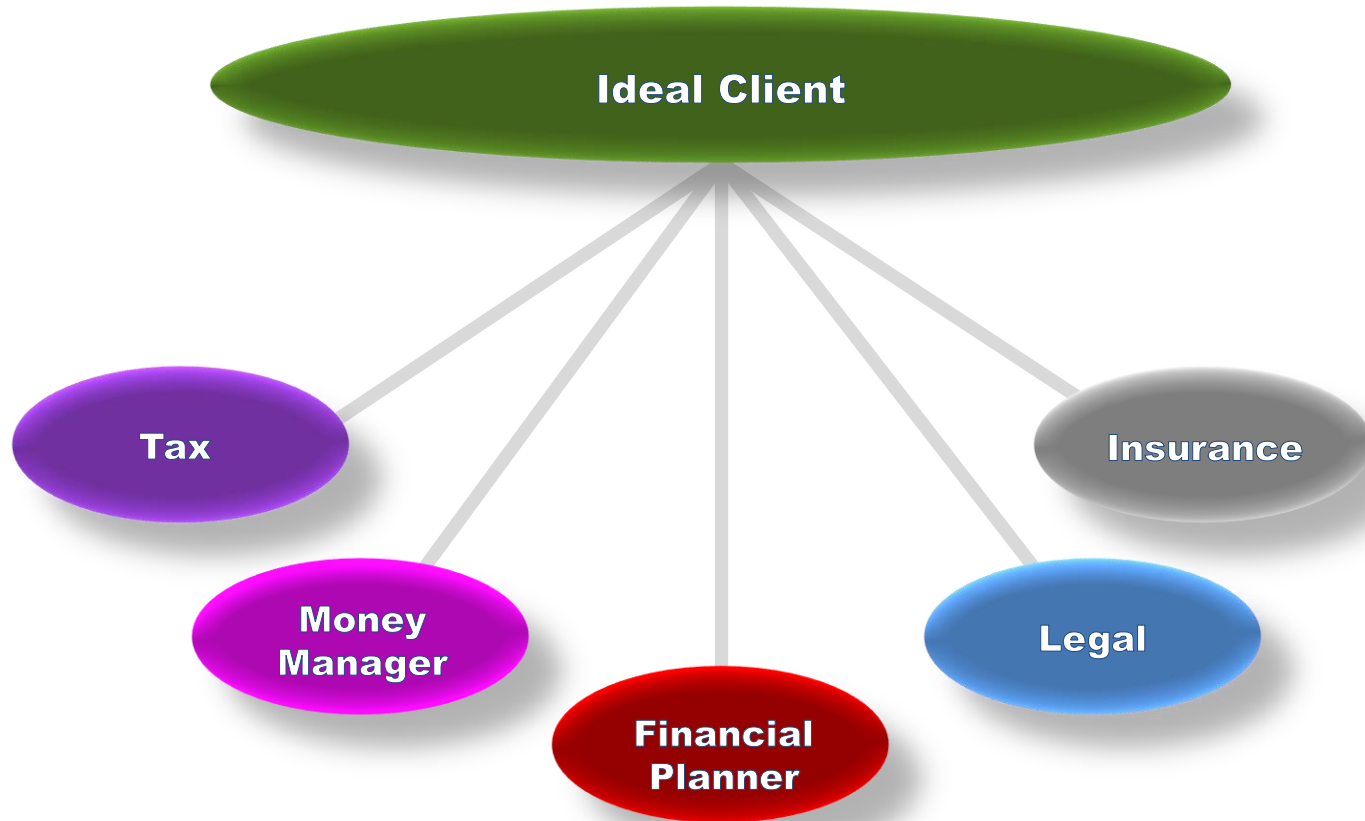 Ideal Client
Tax
Insurance
Money
Manager
Legal
Financial
Planner